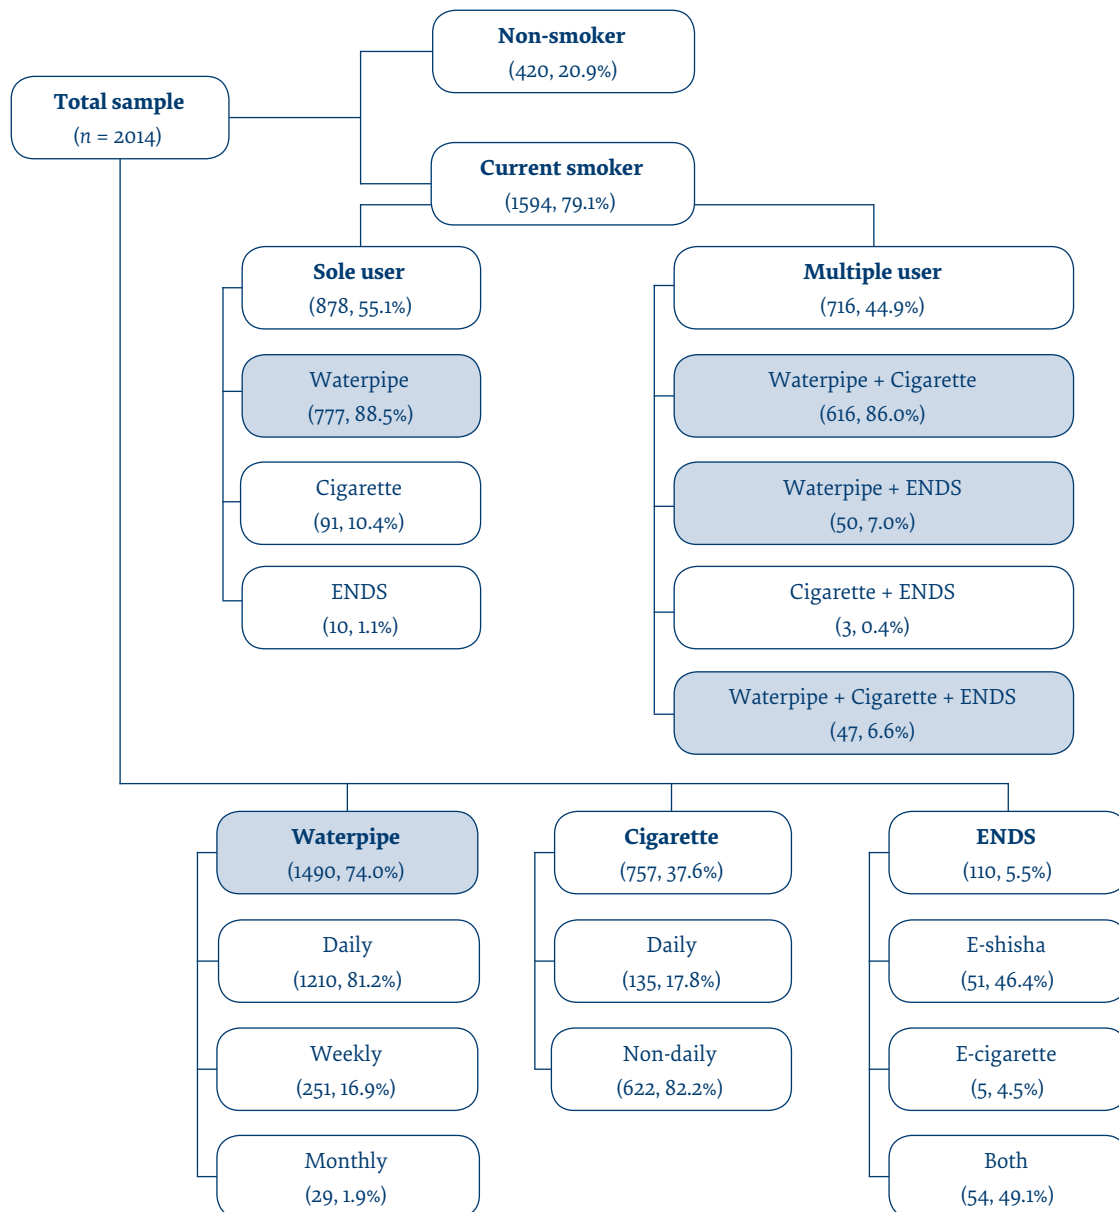 Non-smoker
(420, 20.9%)
Total sample
(n = 2014)
Current smoker
(1594, 79.1%)
Sole user
(878, 55.1%)
Waterpipe
(777, 88.5%)
Cigarette
(91, 10.4%)
ENDS
(10, 1.1%)
Multiple user
(716, 44.9%)
Waterpipe + Cigarette
(616, 86.0%)
Waterpipe + ENDS
(50, 7.0%)
Cigarette + ENDS
(3, 0.4%)
Waterpipe + Cigarette + ENDS
(47, 6.6%)
Waterpipe
(1490, 74.0%)
Daily
(1210, 81.2%)
Weekly
(251, 16.9%)
Monthly
(29, 1.9%)
Cigarette
(757, 37.6%)
Daily
(135, 17.8%)
Non-daily
(622, 82.2%)
ENDS
(110, 5.5%)
E-shisha
(51, 46.4%)
E-cigarette
(5, 4.5%)
Both
(54, 49.1%)